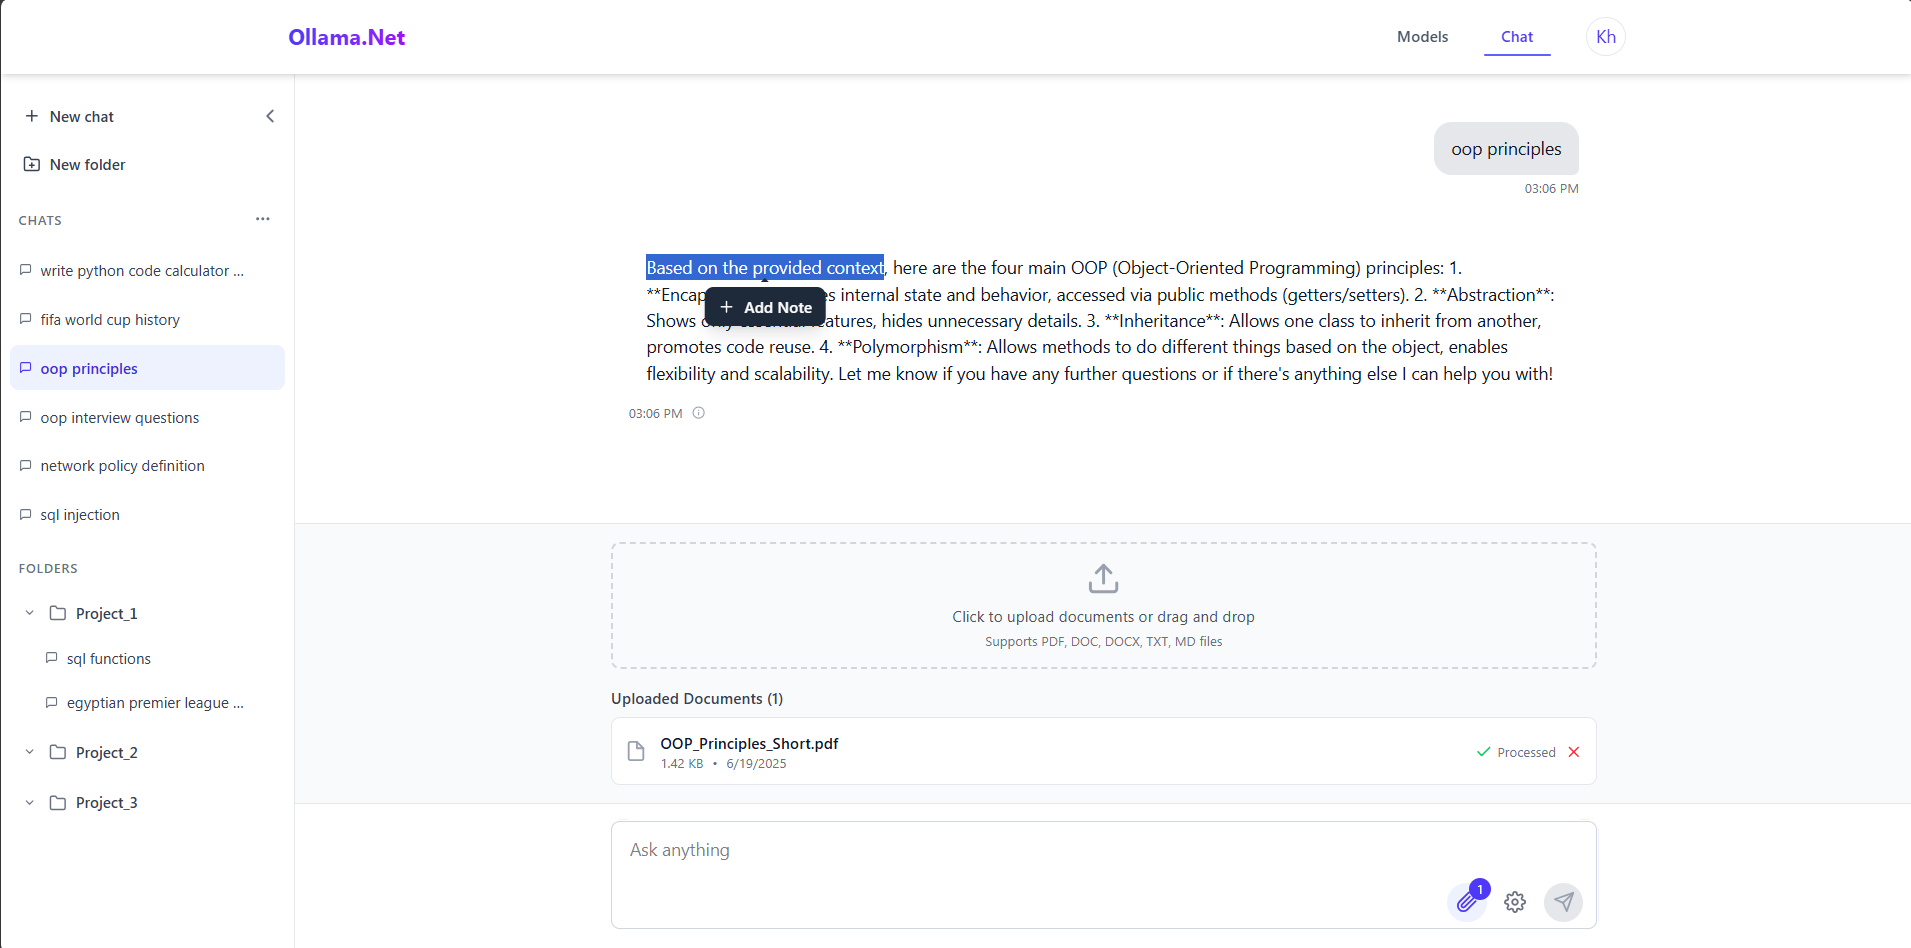 Ollama.Net
Models
Chat
Kh
New chat
New folder
CHATS
write python code calculator ...
fifa world cup history
oop principles
oop interview questions
network policy definition
sql injection
FOLDERS
Project_1
sql functions
egyptian premier league ...
Project_2
Project_3
oop principles
03:06 PM
Based on the provided context, here are the four main OOP (Object-Oriented Programming) principles: 1.
**Encap es internal state and behavior, accessed via public methods (getters/setters). 2. **Abstraction**:
Add Note
Shows only essential features, hides unnecessary details. 3. **Inheritance**: Allows one class to inherit from another,
promotes code reuse. 4. **Polymorphism**: Allows methods to do different things based on the object, enables
flexibility and scalability. Let me know if you have any further questions or if there's anything else I can help you with!
03:06 PM
Click to upload documents or drag and drop
Supports PDF, DOC, DOCX, TXT, MD files
Uploaded Documents (1)
OOP_Principles_Short.pdf
1.42 KB • 6/19/2025
Processed
Ask anything
1